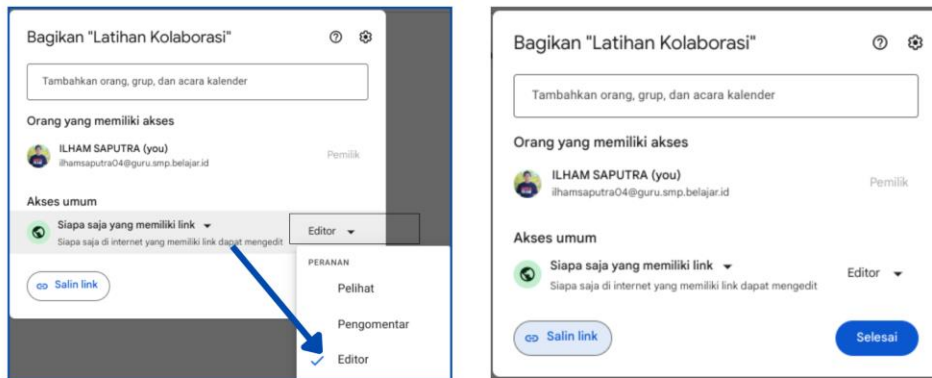 Bagikan "Latihan Kolaborasi"
Tambahkan orang, grup, dan acara kalender
Orang yang memiliki akses
ILHAM SAPUTRA (you)
ilhamsaputra04@guru.smp.belajar.id
Pemilik
Akses umum
Siapa saja yang memiliki link
Siapa saja di internet yang memiliki link dapat mengedit
Editor
PERANAN
Pelihat
Pengomentar
Editor
Salin link
Bagikan "Latihan Kolaborasi"
Tambahkan orang, grup, dan acara kalender
Orang yang memiliki akses
ILHAM SAPUTRA (you)
ilhamsaputra04@guru.smp.belajar.id
Pemilik
Akses umum
Siapa saja yang memiliki link
Siapa saja di internet yang memiliki link dapat mengedit
Editor
Salin link
Selesai